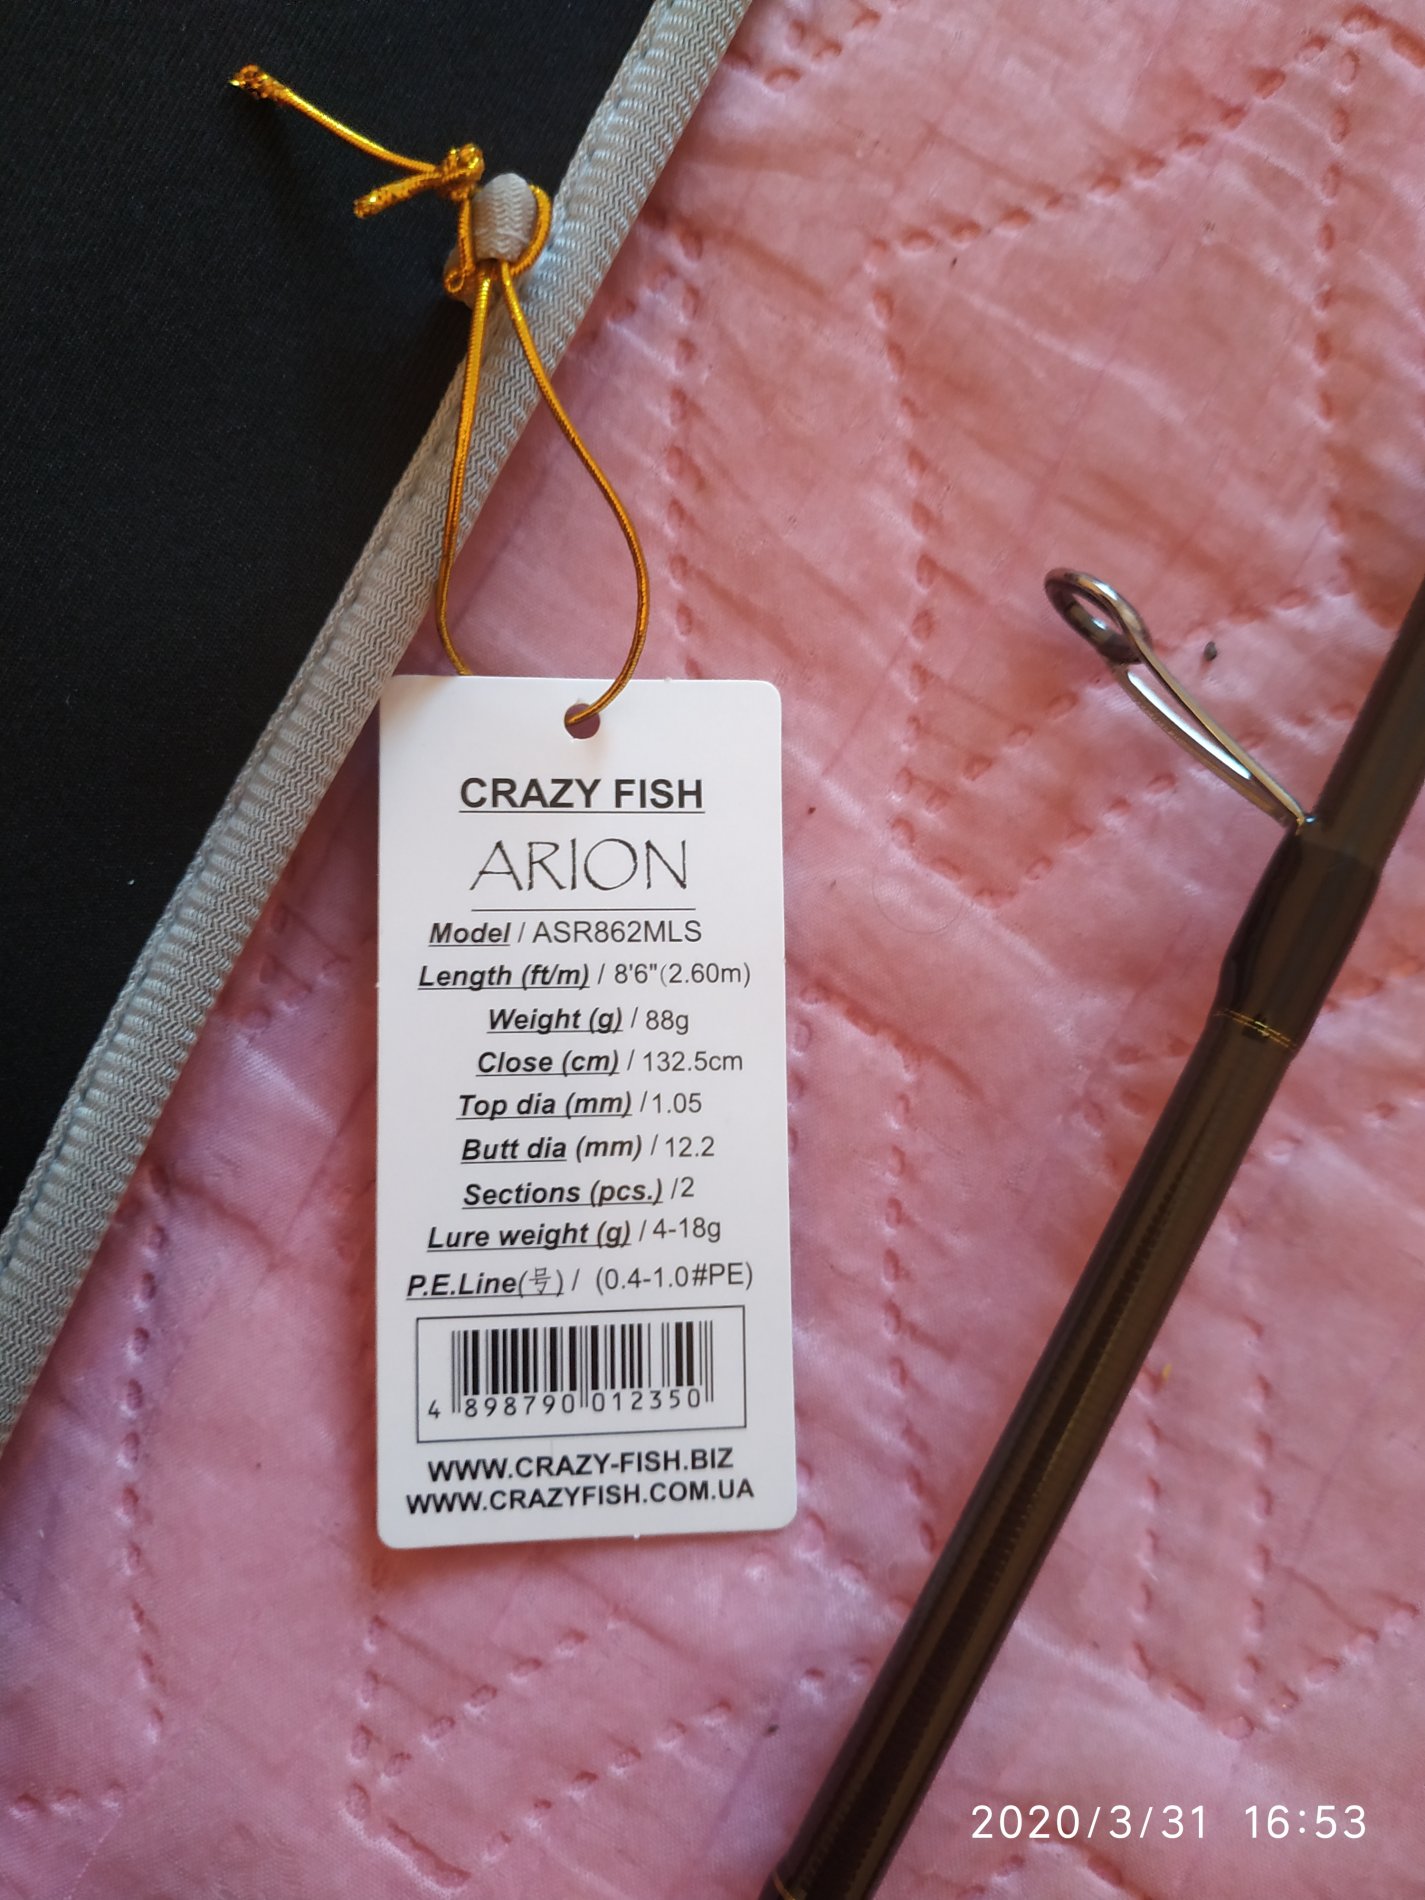 CRAZY FISH
ARION
Model / ASR862MLS
Length (ft/m) / 8'6"(2.60m)
Weight (g) / 88g
Close (cm) / 132.5cm
Top dia (mm) /1.05
Butt dia (mm) / 12.2
Sections (pcs.) /2
Lure weight (g) / 4-18g
P.E.Line(号) / (0.4-1.0#PE)
4 898790 012350
WWW.CRAZY-FISH.BIZ
WWW.CRAZYFISH.COM.UA
2020/3/31 16:53